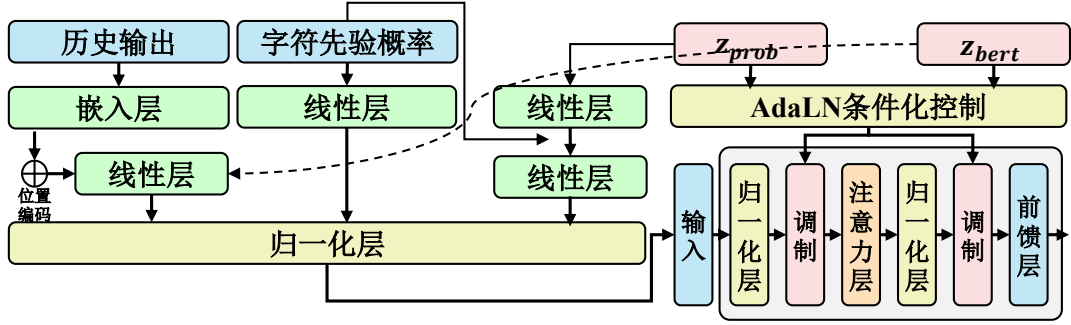 历史输出
字符先验概率
z_prob
z_bert
嵌入层
线性层
线性层
AdaLN条件化控制
线性层
线性层
位置
编码
归一化层
输入
归一化层
调制
注意力层
归一化层
调制
前馈层